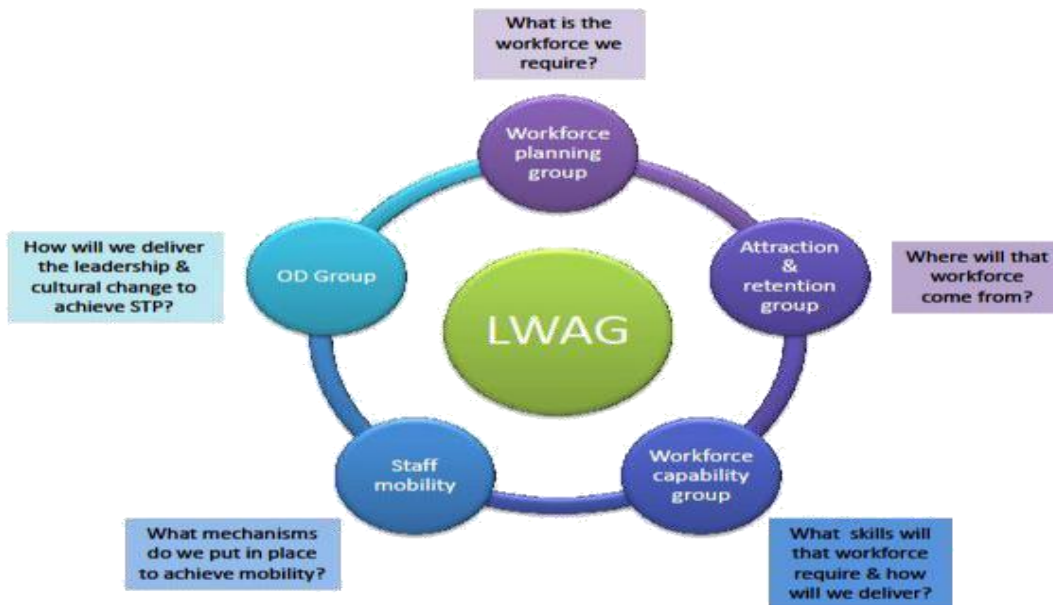 What is the
workforce we
require?
Workforce
planning
group
Attraction
&
retention
group
Where will that
workforce
come from?
How will we deliver
the leadership &
cultural change to
achieve STP?
OD Group
LWAG
Staff
mobility
Workforce
capability
group
What mechanisms
do we put in place
to achieve mobility?
What skills will
that workforce
require & how
will we deliver?